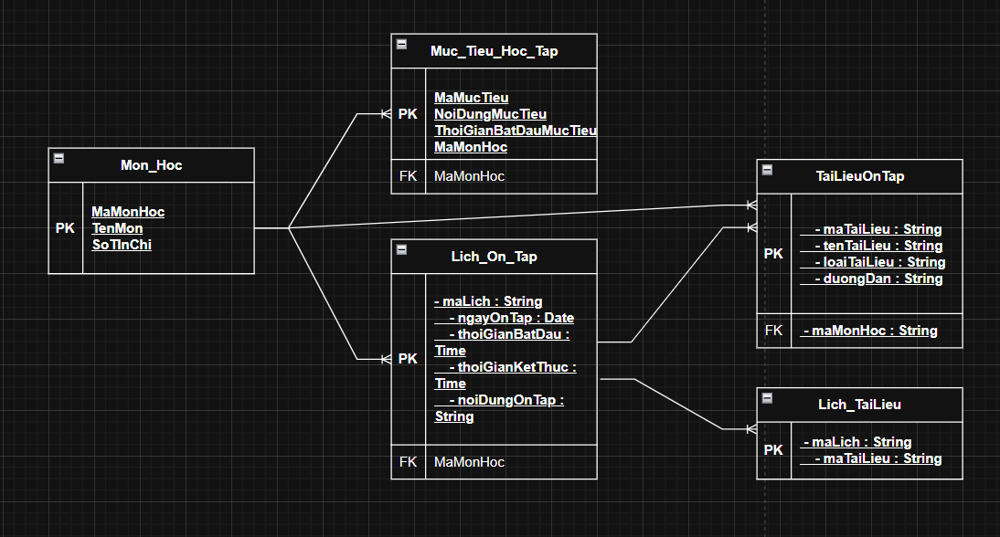 Muc_Tieu_Hoc_Tap
PK
MaMucTieu
NoiDungMucTieu
ThoiGianBatDauMucTieu
MaMonHoc
FK MaMonHoc
Mon_Hoc
PK
MaMonHoc
TenMon
SoTInChi
Lich_On_Tap
PK
- maLich : String
- ngayOnTap : Date
- thoiGianBatDau :
Time
- thoiGianKetThuc :
Time
- noiDungOnTap :
String
FK MaMonHoc
TaiLieuOnTap
PK
- maTaiLieu : String
- tenTaiLieu : String
- loaiTaiLieu : String
- duongDan : String
FK - maMonHoc : String
Lich_TaiLieu
PK
- maLich : String
- maTaiLieu : String